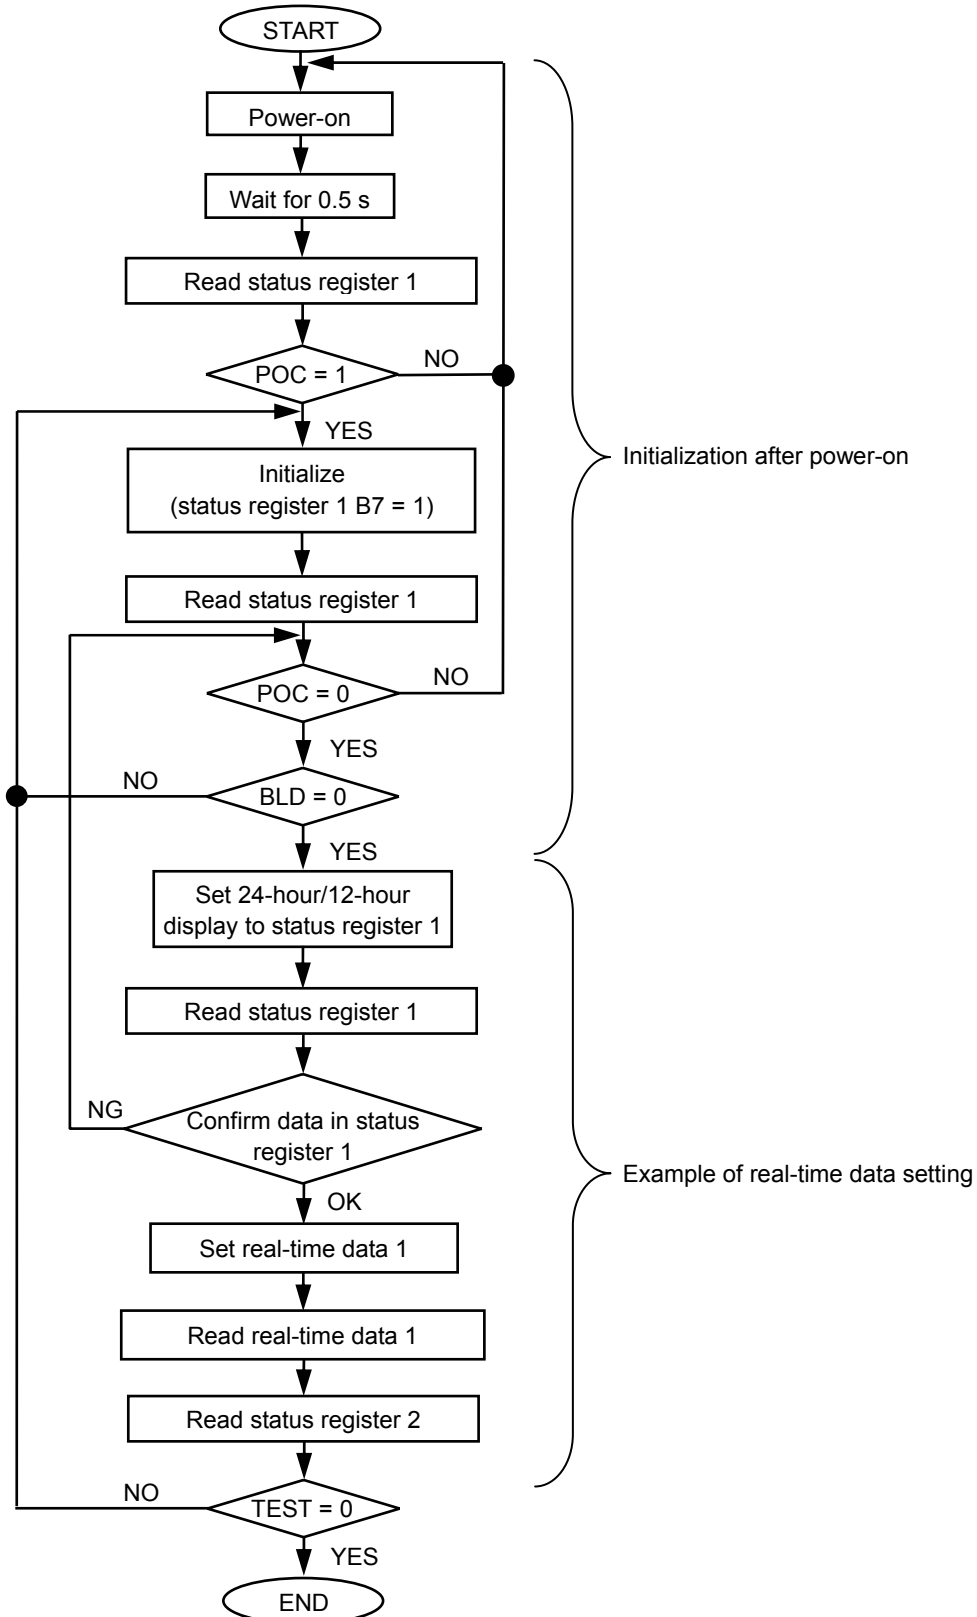 START
Power-on
Wait for 0.5 s
Read status register 1
POC = 1
NO
YES
Initialize
(status register 1 B7 = 1)
Initialization after power-on
Read status register 1
POC = 0
NO
YES
BLD = 0
NO
YES
Set 24-hour/12-hour
display to status register 1
Read status register 1
Confirm data in status
register 1
NG
OK
Example of real-time data setting
Set real-time data 1
Read real-time data 1
Read status register 2
TEST = 0
NO
YES
END